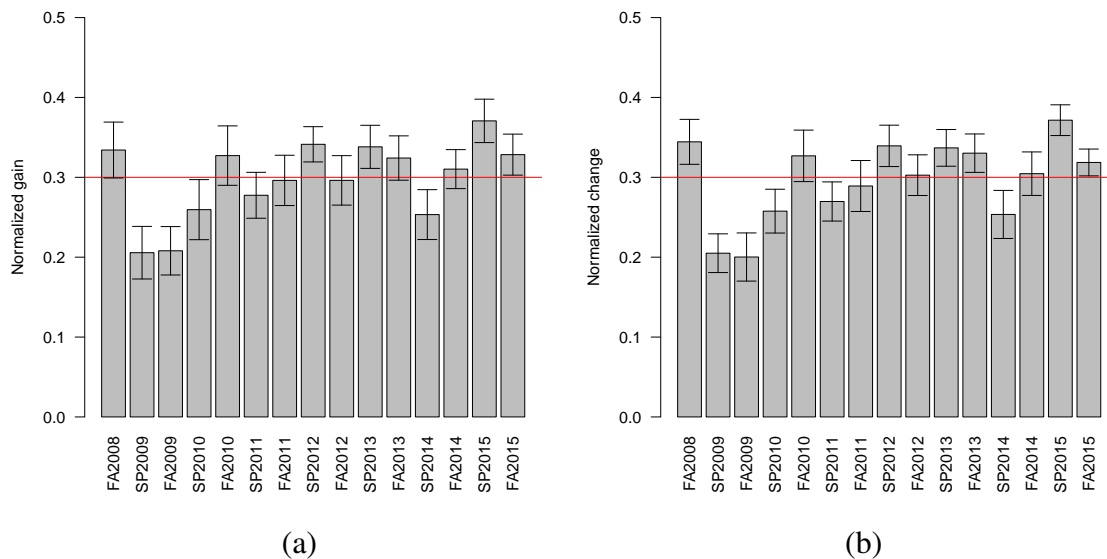 Normalized gain
0.5
0.4
0.3
0.2
0.1
0.0
FA2008
SP2009
FA2009
SP2010
FA2010
SP2011
FA2011
SP2012
FA2012
SP2013
FA2013
SP2014
FA2014
SP2015
FA2015
(a)
Normalized change
0.5
0.4
0.3
0.2
0.1
0.0
FA2008
SP2009
FA2009
SP2010
FA2010
SP2011
FA2011
SP2012
FA2012
SP2013
FA2013
SP2014
FA2014
SP2015
FA2015
(b)